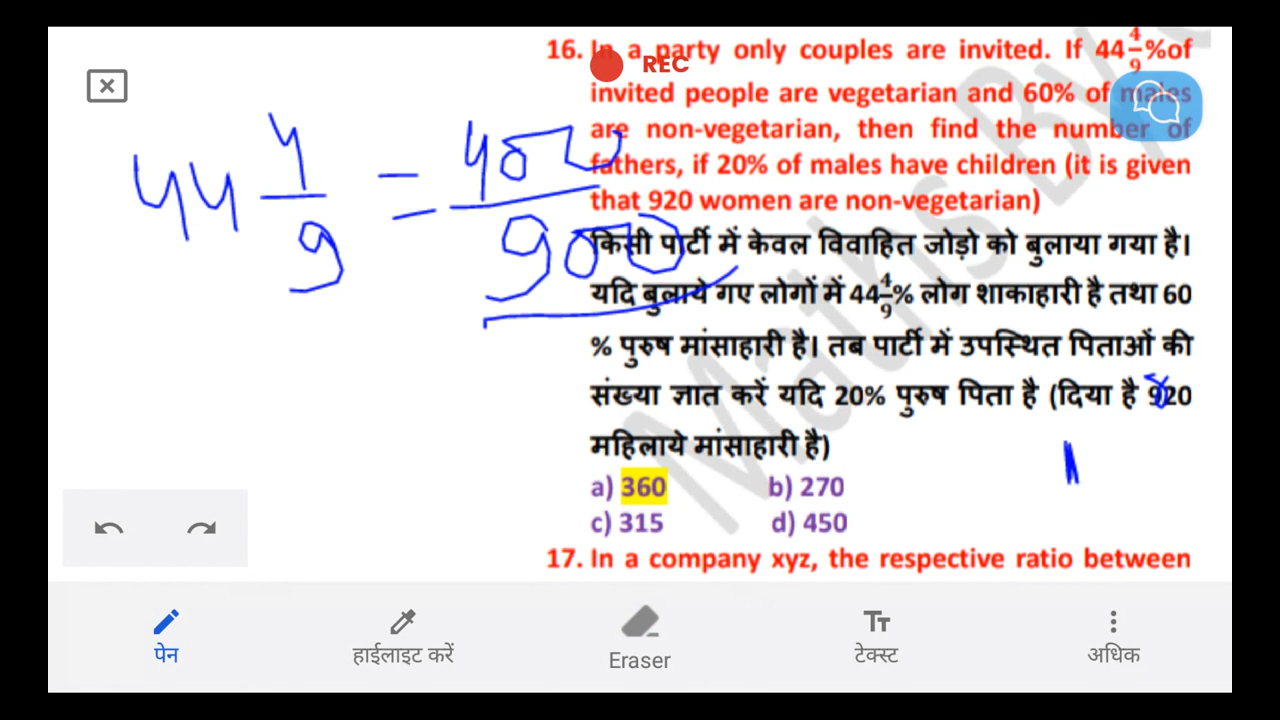 REC
16. In a party only couples are invited. If 44 4/9 %of
invited people are vegetarian and 60% of males
are non-vegetarian, then find the number of
fathers, if 20% of males have children (it is given
that 920 women are non-vegetarian)
किसी पार्टी में केवल विवाहित जोड़ो को बुलाया गया है।
यदि बुलाये गए लोगों में 44 4/9 % लोग शाकाहारी है तथा 60
% पुरुष मांसाहारी है। तब पार्टी में उपस्थित पिताओं की
संख्या ज्ञात करें यदि 20% पुरुष पिता है (दिया है 920
महिलाये मांसाहारी है)
a) 360 b) 270
c) 315 d) 450
17. In a company xyz, the respective ratio between
44 4/9 = 400/900
Maths By
पेन
हाईलाइट करें
Eraser
Tт
टेक्स्ट
अधिक